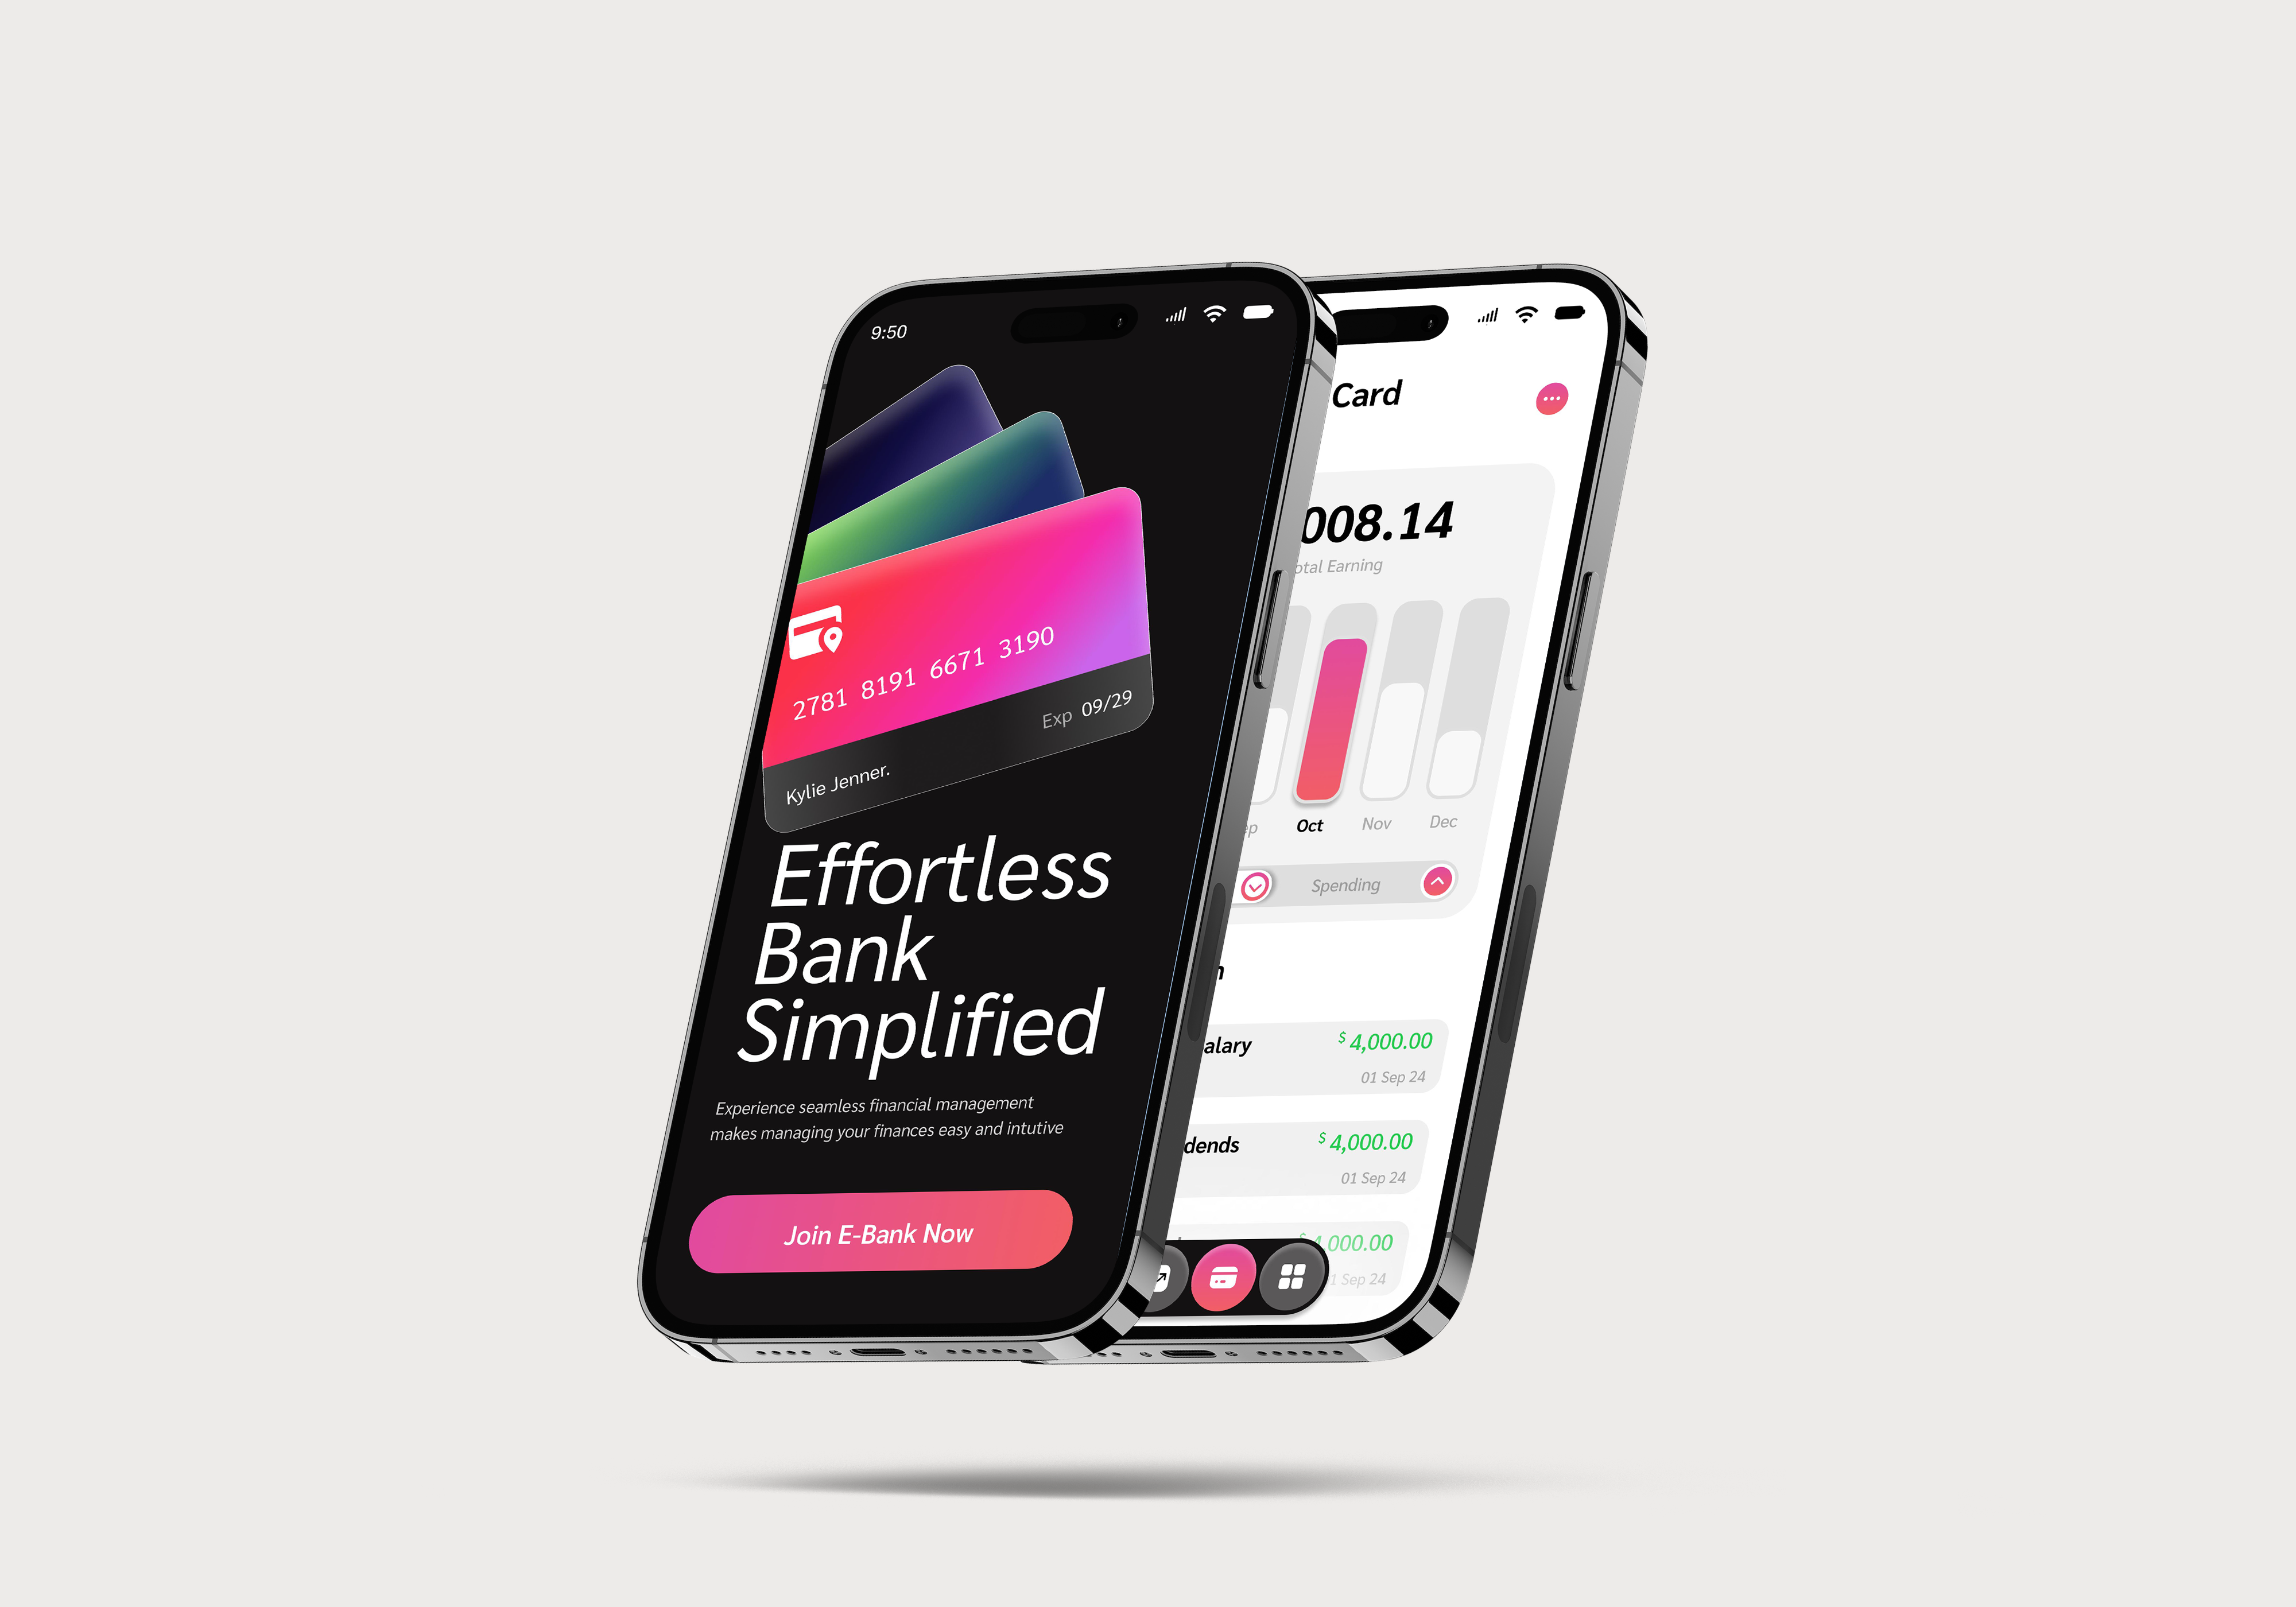 9:50
2781 8191 6671 3190
Exp 09/29
Kylie Jenner.
Effortless
Bank
Simplified
Experience seamless financial management
makes managing your finances easy and intutive
Join E-Bank Now
Card
008.14
otal Earning
ep Oct Nov Dec
Spending
n
alary $ 4,000.00
01 Sep 24
dends $ 4,000.00
01 Sep 24
$ 4,000.00
1 Sep 24